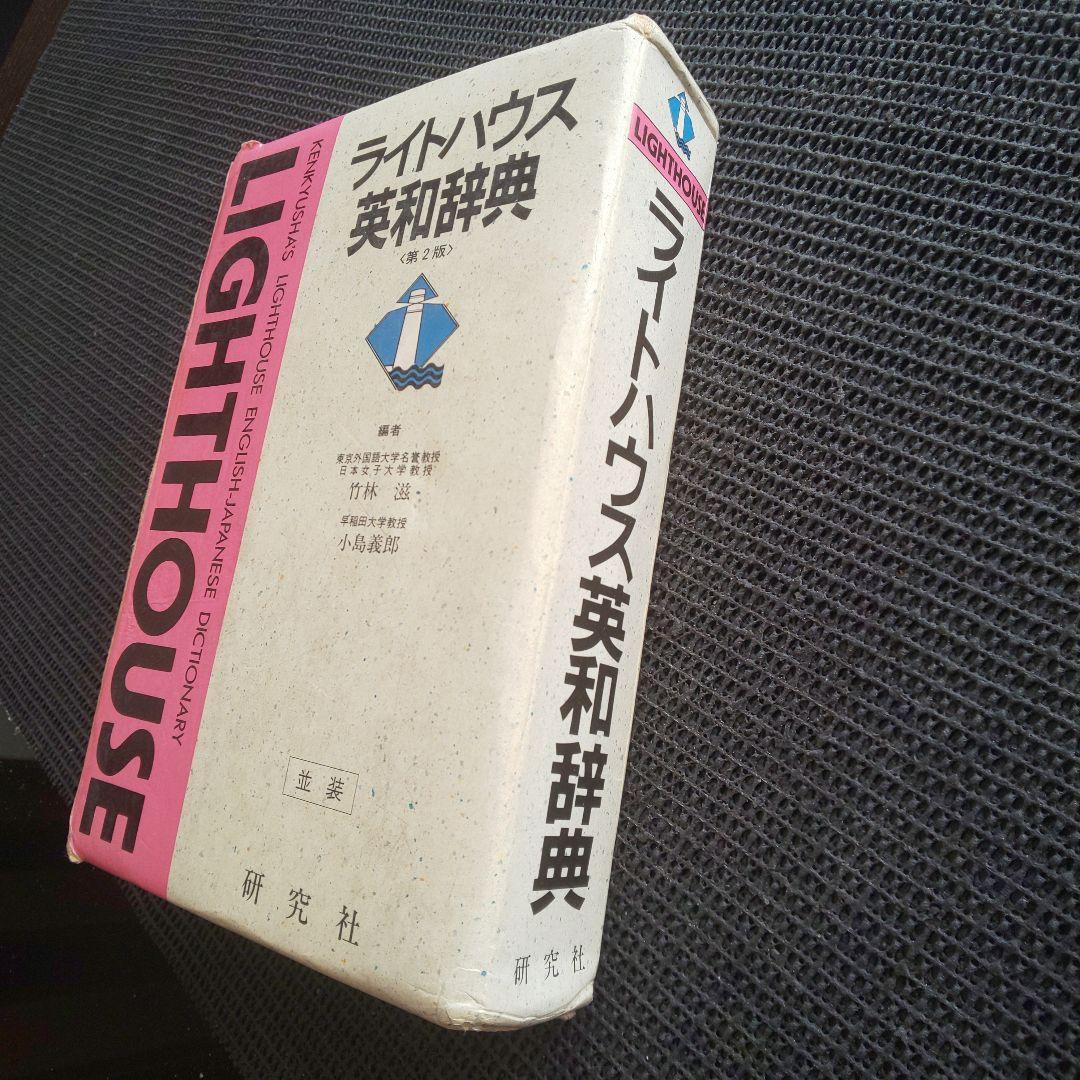 ライトハウス
英和辞典
〈第2版〉
編者
東京外国語大学名誉教授
日本女子大学教授
竹林 滋
早稲田大学教授
小島義郎
並装
研究社
KENKYUSHA'S LIGHTHOUSE ENGLISH-JAPANESE DICTIONARY
LIGHTHOUSE
LIGHTHOUSE
ライトハウス英和辞典
研究社